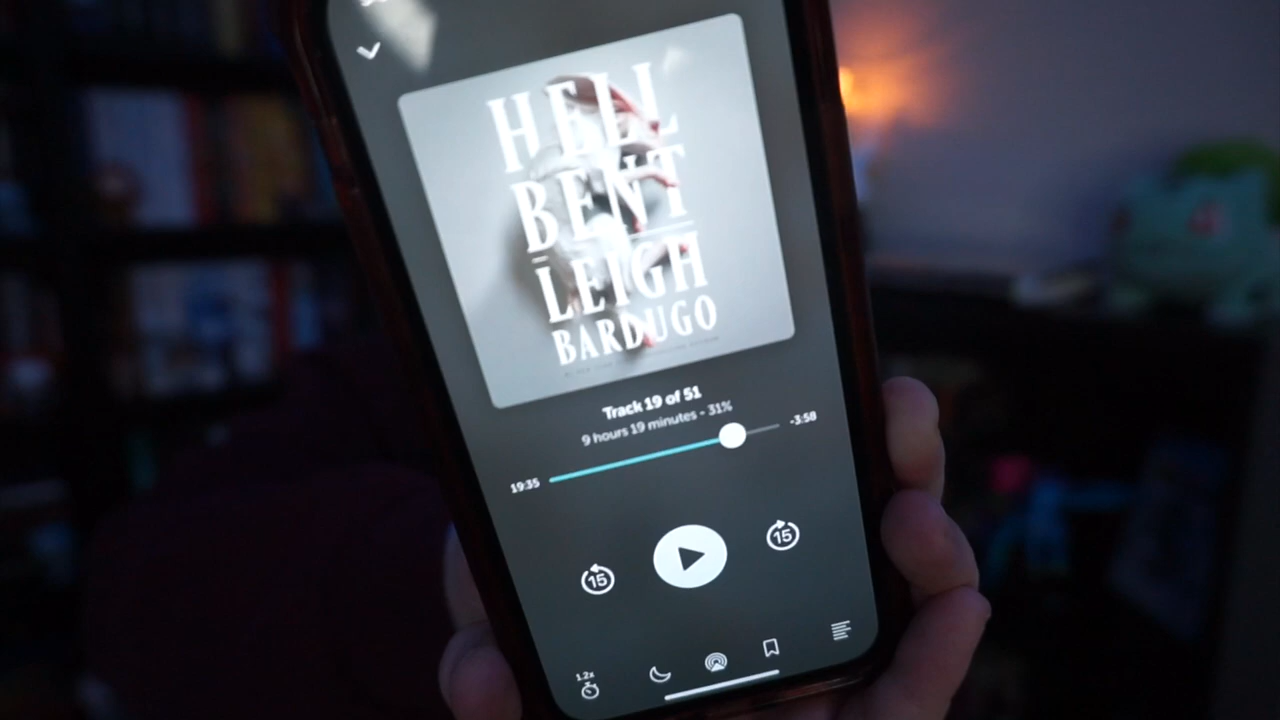 HELL
BENT
LEIGH
BARDUGO
Track 19 of 51
9 hours 19 minutes - 31%
19:35
-3:58
15
15
1.2x